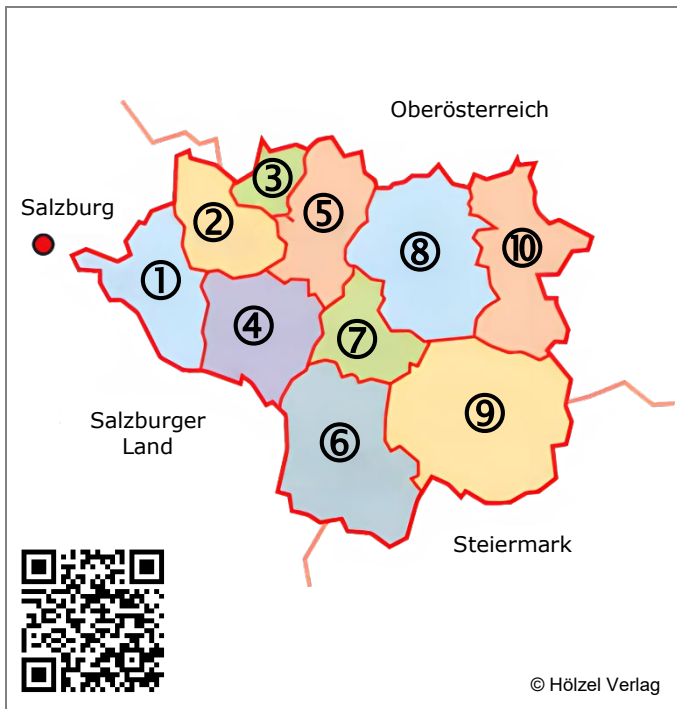 Oberösterreich
③
Salzburg
②
⑤
⑧
⑩
①
④
⑦
Salzburger
Land
⑥
⑨
Steiermark
© Hölzel Verlag